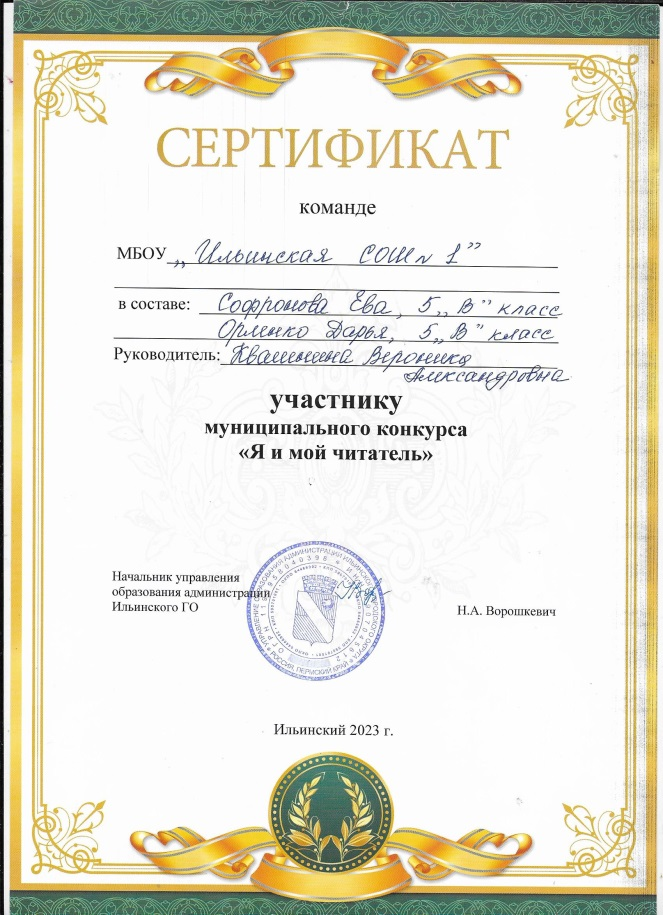 СЕРТИФИКАТ
команде
МБОУ „Ильинская СОШ № 1”
в составе: Софронова Ева, 5 „В” класс
Орленко Дарья, 5 „В” класс
Руководитель: Квашнина Вероника
Александровна
участнику
муниципального конкурса
«Я и мой читатель»
Начальник управления
образования администрации
Ильинского ГО
Н.А. Ворошкевич
Ильинский 2023 г.